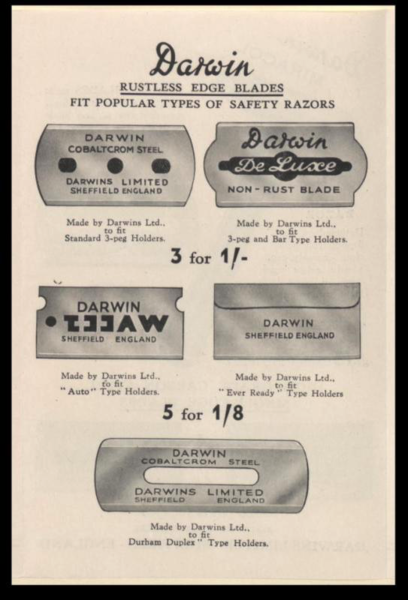 Darwin
RUSTLESS EDGE BLADES
FIT POPULAR TYPES OF SAFETY RAZORS
DARWIN
COBALTCROM STEEL
DARWINS LIMITED
SHEFFIELD ENGLAND
Made by Darwins Ltd.,
to fit
Standard 3-peg Holders.
Darwin
De Luxe
NON-RUST BLADE
Made by Darwins Ltd.,
to fit
3-peg and Bar Type Holders.
3 for 1/-
DARWIN
SHEFFIELD ENGLAND
Made by Darwins Ltd.,
to fit
"Auto" Type Holders.
DARWIN
SHEFFIELD ENGLAND
Made by Darwins Ltd.,
to fit
"Ever Ready" Type Holders
5 for 1/8
DARWIN
COBALTCROM STEEL
DARWINS LIMITED
SHEFFIELD ENGLAND
Made by Darwins Ltd.,
to fit
Durbam Duplex" Type Holders.